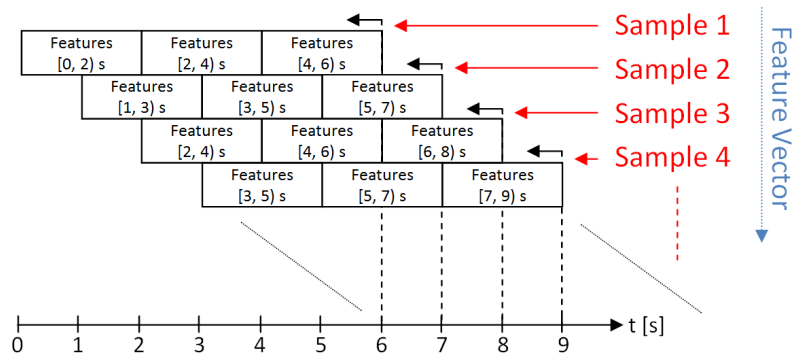 Sample 1
Features Features Features
[0, 2) s [2, 4) s [4, 6) s
Sample 2
Features Features Features
[1, 3) s [3, 5) s [5, 7) s
Sample 3
Features Features Features
[2, 4) s [4, 6) s [6, 8) s
Sample 4
Features Features Features
[3, 5) s [5, 7) s [7, 9) s
Feature Vector
t [s]
0 1 2 3 4 5 6 7 8 9